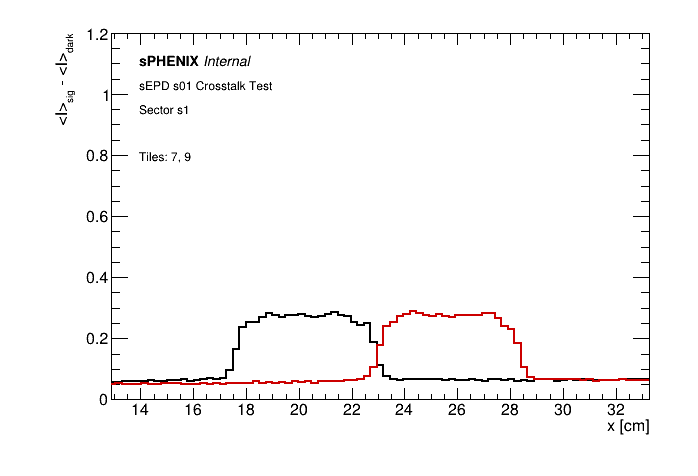 1.2
<I>sig - <I>dark
sPHENIX Internal
sEPD s01 Crosstalk Test
1
Sector s1
0.8
Tiles: 7, 9
0.6
0.4
0.2
0
14 16 18 20 22 24 26 28 30 32
x [cm]